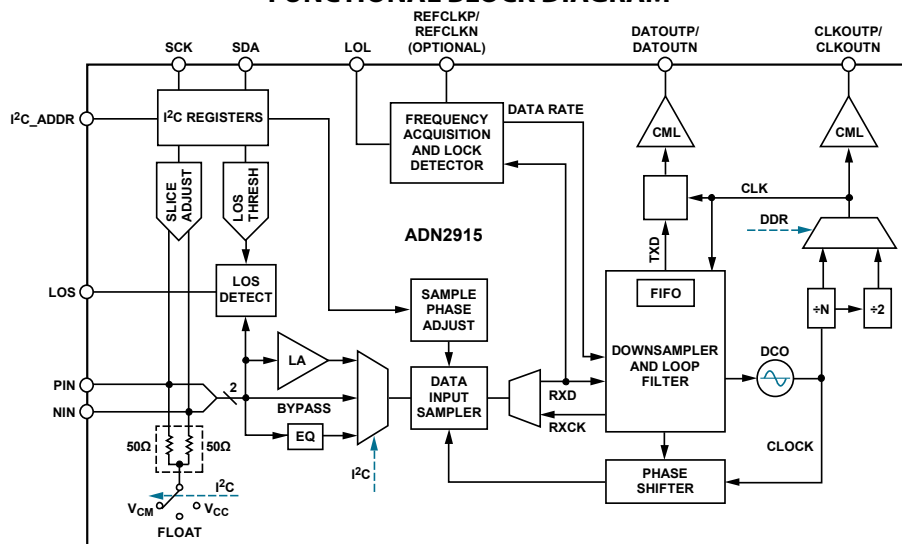 FUNCTIONAL BLOCK DIAGRAM
REFCLKP/
REFCLKN
(OPTIONAL)
SCK
SDA
LOL
DATOUTP/
DATOUTN
CLKOUTP/
CLKOUTN
I²C_ADDR
I²C REGISTERS
FREQUENCY
ACQUISITION
AND LOCK
DETECTOR
DATA RATE
CML
CML
SLICE
ADJUST
LOS
THRESH
CLK
DDR
ADN2915
TXD
LOS
LOS
DETECT
SAMPLE
PHASE
ADJUST
FIFO
÷N
÷2
LA
DOWNSAMPLER
AND LOOP
FILTER
DCO
PIN
2
NIN
BYPASS
DATA
INPUT
SAMPLER
RXD
RXCK
EQ
50Ω
50Ω
I²C
CLOCK
PHASE
SHIFTER
I²C
VCM
VCC
FLOAT